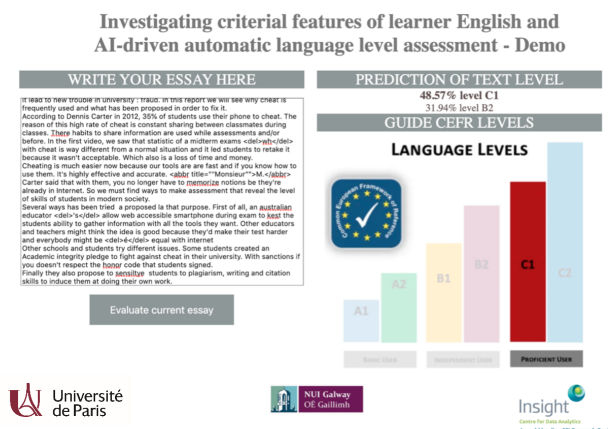 Investigating criterial features of learner English and
AI-driven automatic language level assessment - Demo
WRITE YOUR ESSAY HERE
It lead to new trouble in university : fraud. In this report we will see why cheat is
frequently used and what has been proposed in order to fix it.
According to Dennis Carter in 2012, 35% of students use their phone to cheat. The
reason of this high rate of cheat is constant sharing between classmates during
classes. There habits to share information are used while assessments and/or
before. In the first video, we saw that statistic of a midterm exams <del>wh</del>
with cheat is way different from a normal situation and it led students to retake it
because it wasn't acceptable. Which also is a loss of time and money.
Cheating is much easier now because our tools are are fast and if you know how to
use them. It's highly effective and accurate. <abbr title=""Monsieur"">M.</abbr>
Carter said that with them, you no longer have to memorize notions be they're
already in Internet. So we must find ways to make assessment that reveal the level
of skills of students in modern society.
Several ways has been tried a proposed la that purpose. First of all, an australian
educator <del>'s</del> allow web accessible smartphone during exam to kest the
students ability to gather information with all the tools they want. Other educators
and teachers might think the idea is good because they'd make their test harder
and everybody might be <del>é</del> equal with internet
Other schools and students try different issues. Some students created an
Academic integrity pledge to fight against cheat in their university. With sanctions if
you doesn't respect the honor code that students signed.
Finally they also propose to sensitye students to plagiarism, writing and citation
skills to induce them at doing their own work.
Evaluate current essay
PREDICTION OF TEXT LEVEL
48.57% level C1
31.94% level B2
GUIDE CEFR LEVELS
LANGUAGE LEVELS
Common European Framework of Reference
A1
A2
B1
B2
C1
C2
BASIC USER
INDEPENDENT USER
PROFICIENT USER
Université
de Paris
NUI Galway
OÉ Gaillimh
Insight
Centre for Data Analytics